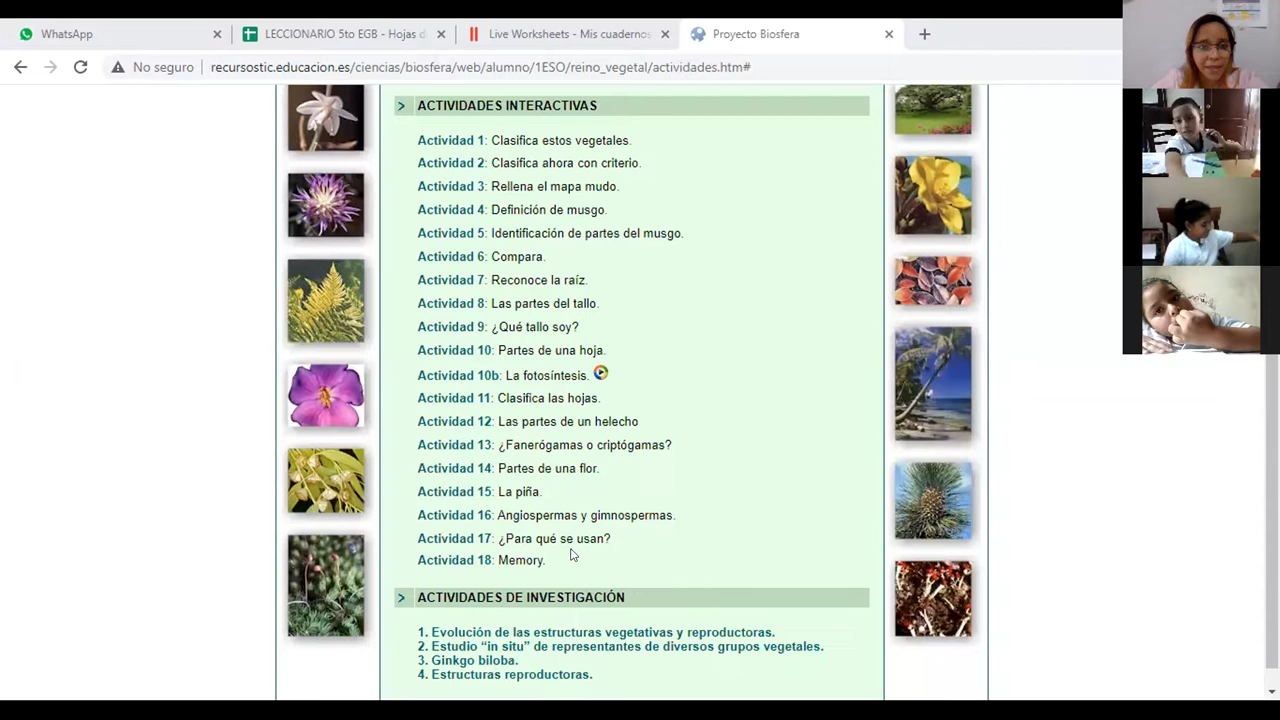 WhatsApp
LECCIONARIO 5to EGB - Hojas d
Live Worksheets - Mis cuadernos
Proyecto Biosfera
No seguro
recursostic.educacion.es/ciencias/biosfera/web/alumno/1ESO/reino_vegetal/actividades.htm#
> ACTIVIDADES INTERACTIVAS
Actividad 1: Clasifica estos vegetales.
Actividad 2: Clasifica ahora con criterio.
Actividad 3: Rellena el mapa mudo.
Actividad 4: Definición de musgo.
Actividad 5: Identificación de partes del musgo.
Actividad 6: Compara.
Actividad 7: Reconoce la raíz.
Actividad 8: Las partes del tallo.
Actividad 9: ¿Qué tallo soy?
Actividad 10: Partes de una hoja.
Actividad 10b: La fotosíntesis.
Actividad 11: Clasifica las hojas.
Actividad 12: Las partes de un helecho
Actividad 13: ¿Fanerógamas o criptógamas?
Actividad 14: Partes de una flor.
Actividad 15: La piña.
Actividad 16: Angiospermas y gimnospermas.
Actividad 17: ¿Para qué se usan?
Actividad 18: Memory.
> ACTIVIDADES DE INVESTIGACIÓN
1. Evolución de las estructuras vegetativas y reproductoras.
2. Estudio “in situ” de representantes de diversos grupos vegetales.
3. Ginkgo biloba.
4. Estructuras reproductoras.